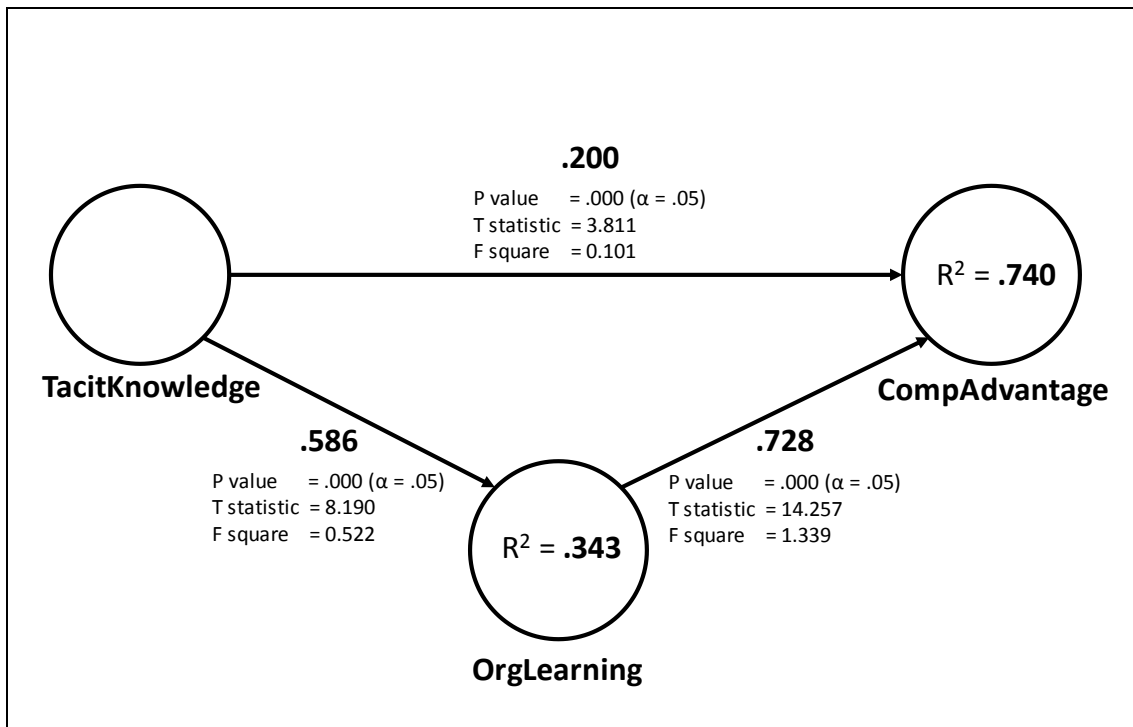 .200
P value = .000 (α = .05)
T statistic = 3.811
F square = 0.101
R² = .740
TacitKnowledge
CompAdvantage
.586
P value = .000 (α = .05)
T statistic = 8.190
F square = 0.522
.728
P value = .000 (α = .05)
T statistic = 14.257
F square = 1.339
R² = .343
OrgLearning